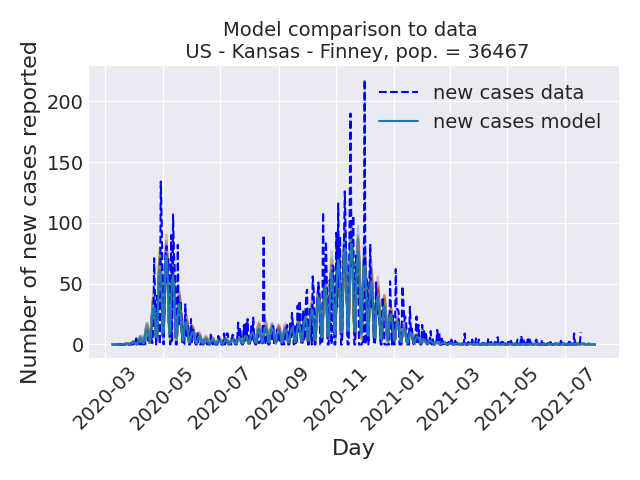 Model comparison to data
US - Kansas - Finney, pop. = 36467
Number of new cases reported
200
150
100
50
0
new cases data
new cases model
2020-03
2020-05
2020-07
2020-09
2020-11
2021-01
2021-03
2021-05
2021-07
Day